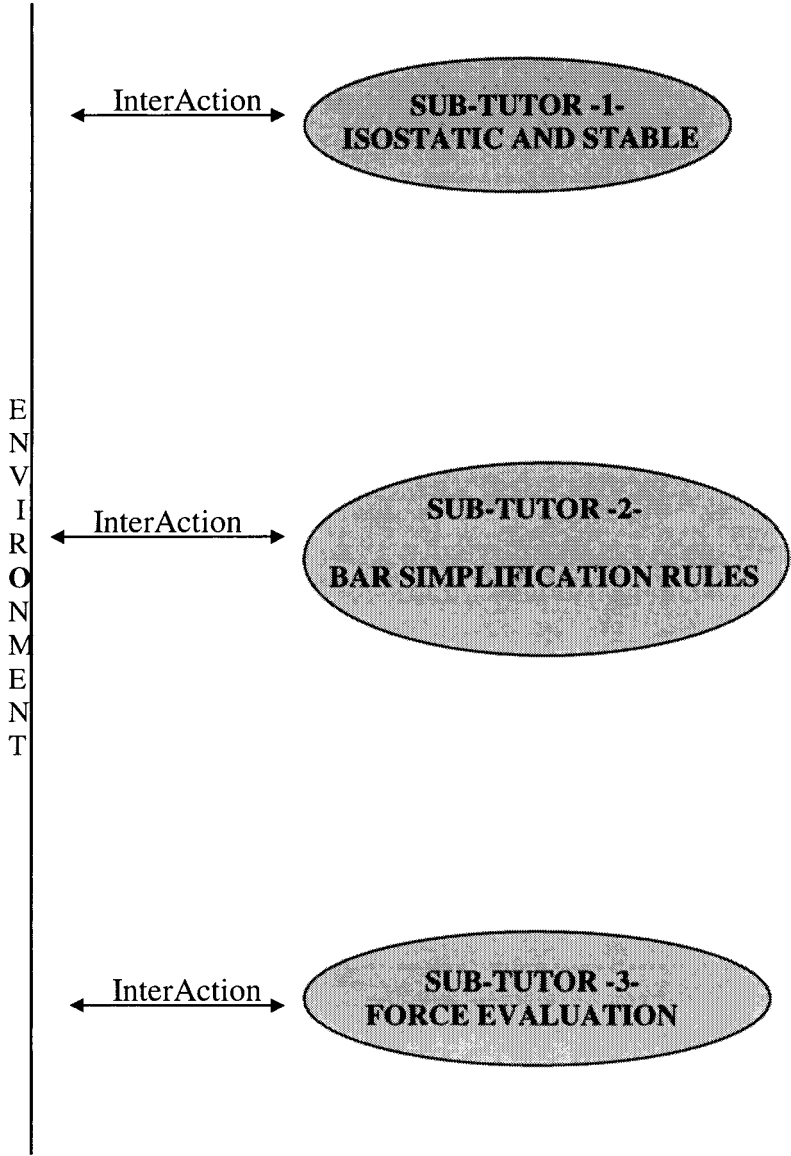 InterAction
SUB-TUTOR -1-
ISOSTATIC AND STABLE
ENVIRONMENT
InterAction
SUB-TUTOR -2-
BAR SIMPLIFICATION RULES
InterAction
SUB-TUTOR -3-
FORCE EVALUATION